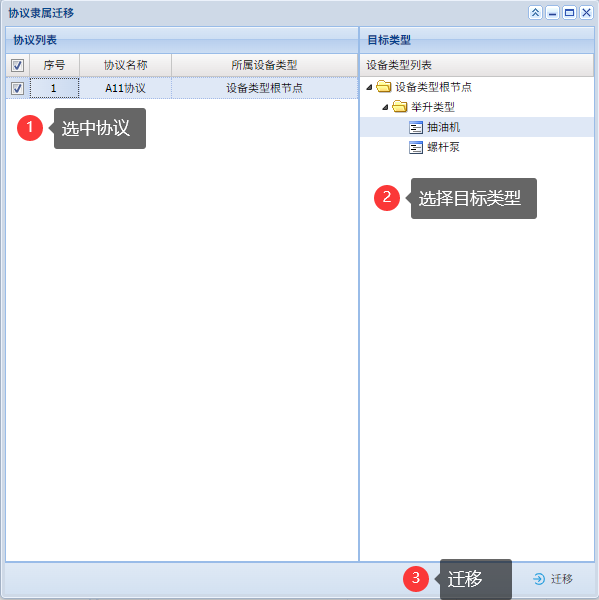 协议隶属迁移
协议列表
序号 协议名称 所属设备类型
1 A11协议 设备类型根节点
1 选中协议
目标类型
设备类型列表
设备类型根节点
举升类型
抽油机
螺杆泵
2 选择目标类型
3 迁移
迁移